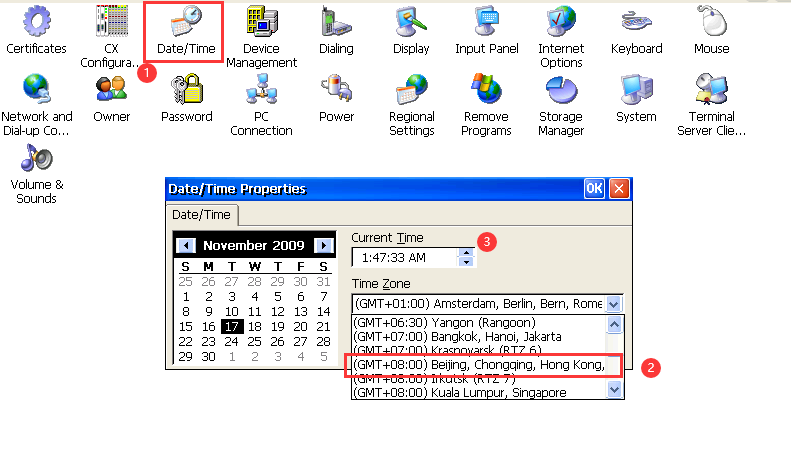 Certificates
CX
Configura...
Date/Time
Device
Management
Dialing
Display
Input Panel
Internet
Options
Keyboard
Mouse
1
Network and
Dial-up Co...
Owner
Password
PC
Connection
Power
Regional
Settings
Remove
Programs
Storage
Manager
System
Terminal
Server Clie...
Volume &
Sounds
Date/Time Properties
OK
Date/Time
November 2009
S M T W T F S
25 26 27 28 29 30 31
1 2 3 4 5 6 7
8 9 10 11 12 13 14
15 16 17 18 19 20 21
22 23 24 25 26 27 28
29 30 1 2 3 4 5
Current Time
3
1:47:33 AM
Time Zone
(GMT+01:00) Amsterdam, Berlin, Bern, Rome
(GMT+06:30) Yangon (Rangoon)
(GMT+07:00) Bangkok, Hanoi, Jakarta
(GMT+07:00) Krasnoyarsk (RTZ 6)
(GMT+08:00) Beijing, Chongqing, Hong Kong,
2
(GMT+08:00) Irkutsk (RTZ 7)
(GMT+08:00) Kuala Lumpur, Singapore